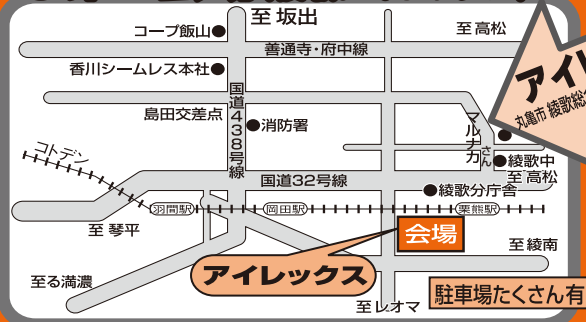 至 坂出
コープ飯山
至 高松
善通寺・府中線
香川シームレス本社
国道438号線
島田交差点
消防署
アイレ
丸亀市 綾歌総
マルナカ
さん
綾歌中
至 高松
コトデン
国道32号線
綾歌分庁舎
羽間駅
岡田駅
栗熊駅
至 琴平
会場
至 綾南
アイレックス
至る満濃
至 レオマ
駐車場たくさん有